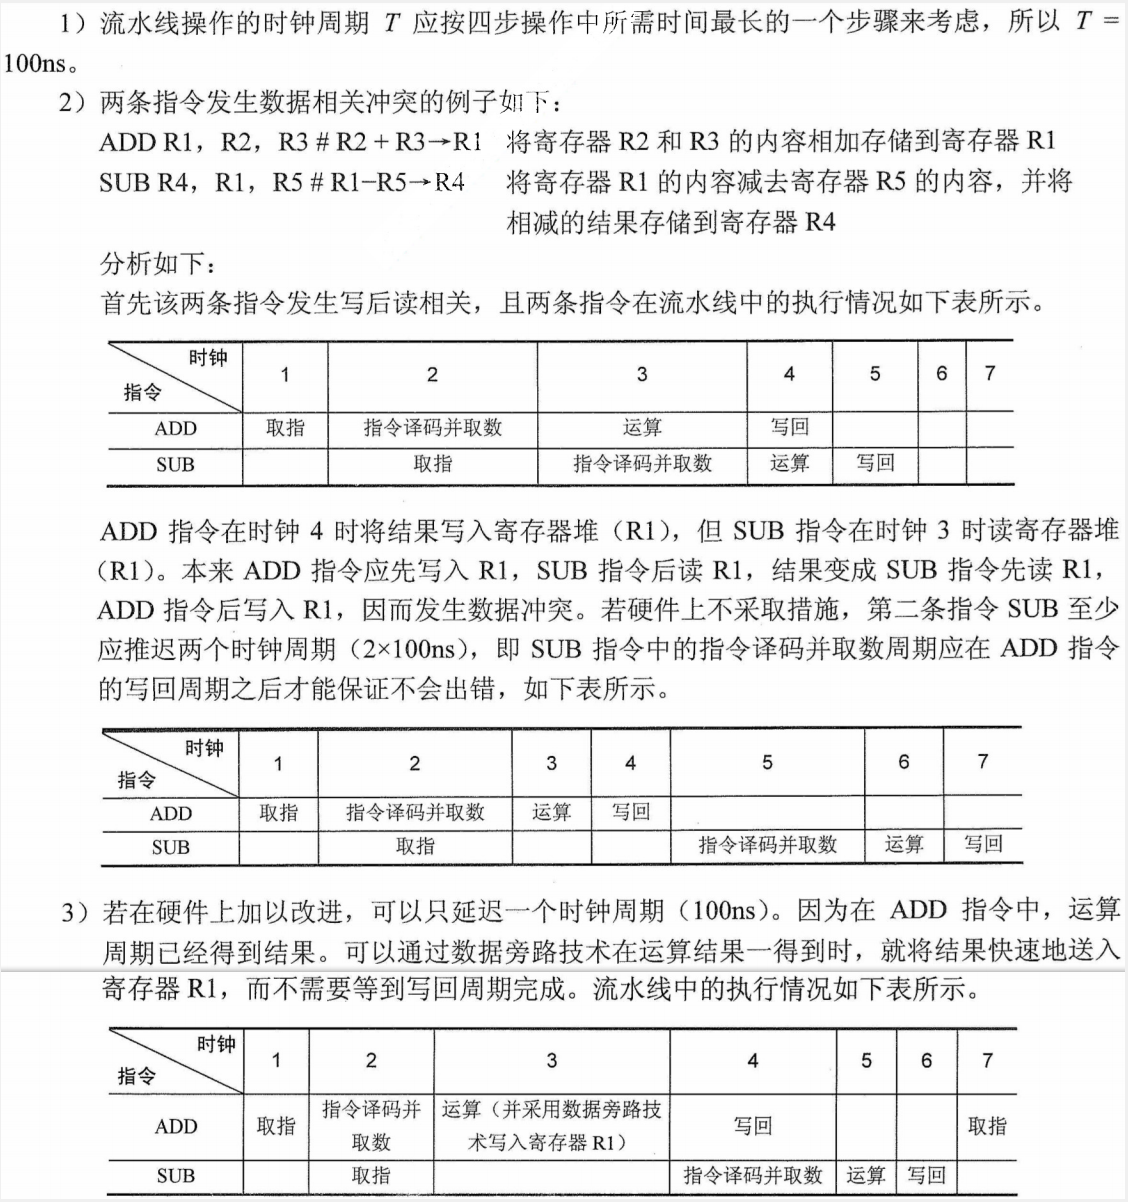 1）流水线操作的时钟周期 T 应按四步操作中所需时间最长的一个步骤来考虑，所以 T =
100ns。
2）两条指令发生数据相关冲突的例子如下：
ADD R1，R2，R3 # R2 + R3→R1 将寄存器 R2 和 R3 的内容相加存储到寄存器 R1
SUB R4，R1，R5 # R1−R5→R4 将寄存器 R1 的内容减去寄存器 R5 的内容，并将
相减的结果存储到寄存器 R4
分析如下：
首先该两条指令发生写后读相关，且两条指令在流水线中的执行情况如下表所示。
时钟
指令
1 2 3 4 5 6 7
ADD 取指 指令译码并取数 运算 写回
SUB 取指 指令译码并取数 运算 写回
ADD 指令在时钟 4 时将结果写入寄存器堆（R1），但 SUB 指令在时钟 3 时读寄存器堆
（R1）。本来 ADD 指令应先写入 R1，SUB 指令后读 R1，结果变成 SUB 指令先读 R1，
ADD 指令后写入 R1，因而发生数据冲突。若硬件上不采取措施，第二条指令 SUB 至少
应推迟两个时钟周期（2×100ns），即 SUB 指令中的指令译码并取数周期应在 ADD 指令
的写回周期之后才能保证不会出错，如下表所示。
时钟
指令
1 2 3 4 5 6 7
ADD 取指 指令译码并取数 运算 写回
SUB 取指 指令译码并取数 运算 写回
3）若在硬件上加以改进，可以只延迟一个时钟周期（100ns）。因为在 ADD 指令中，运算
周期已经得到结果。可以通过数据旁路技术在运算结果一得到时，就将结果快速地送入
寄存器 R1，而不需要等到写回周期完成。流水线中的执行情况如下表所示。
时钟
指令
1 2 3 4 5 6 7
ADD 取指 指令译码并取数 运算（并采用数据旁路技术写入寄存器 R1） 写回 取指
SUB 取指 指令译码并取数 运算 写回